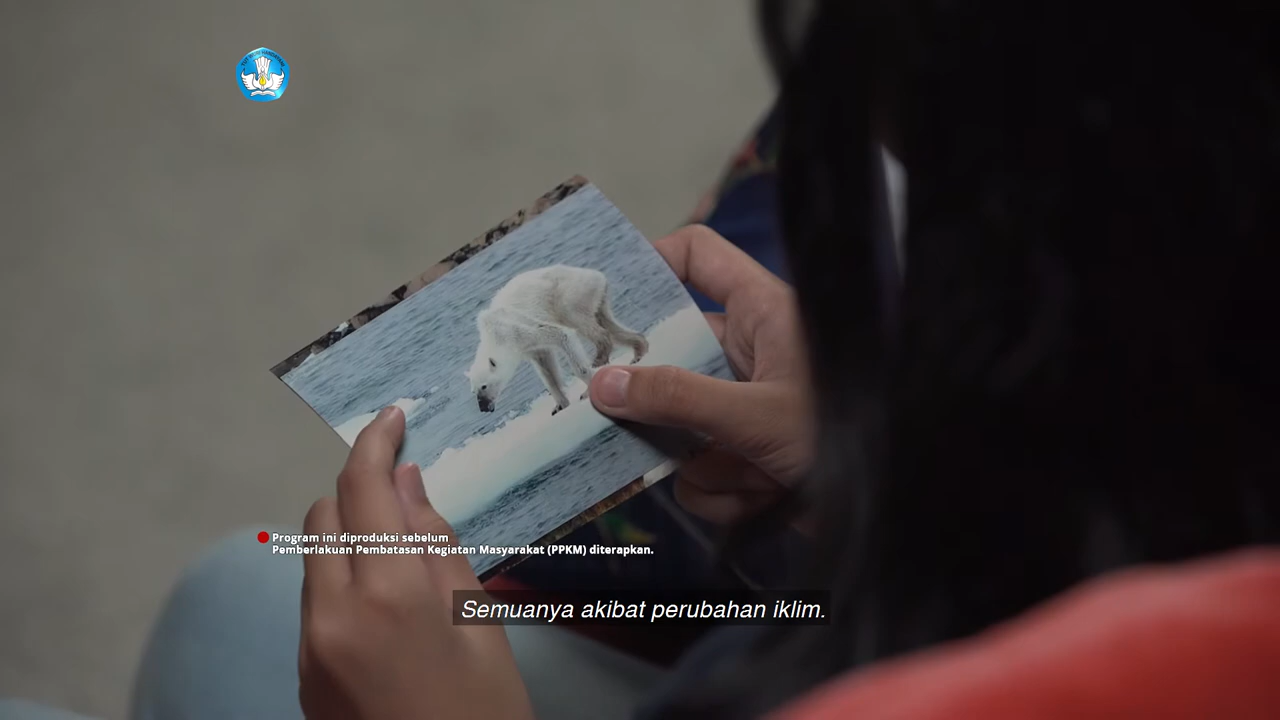 Program ini diproduksi sebelum
Pemberlakuan Pembatasan Kegiatan Masyarakat (PPKM) diterapkan.
Semuanya akibat perubahan iklim.